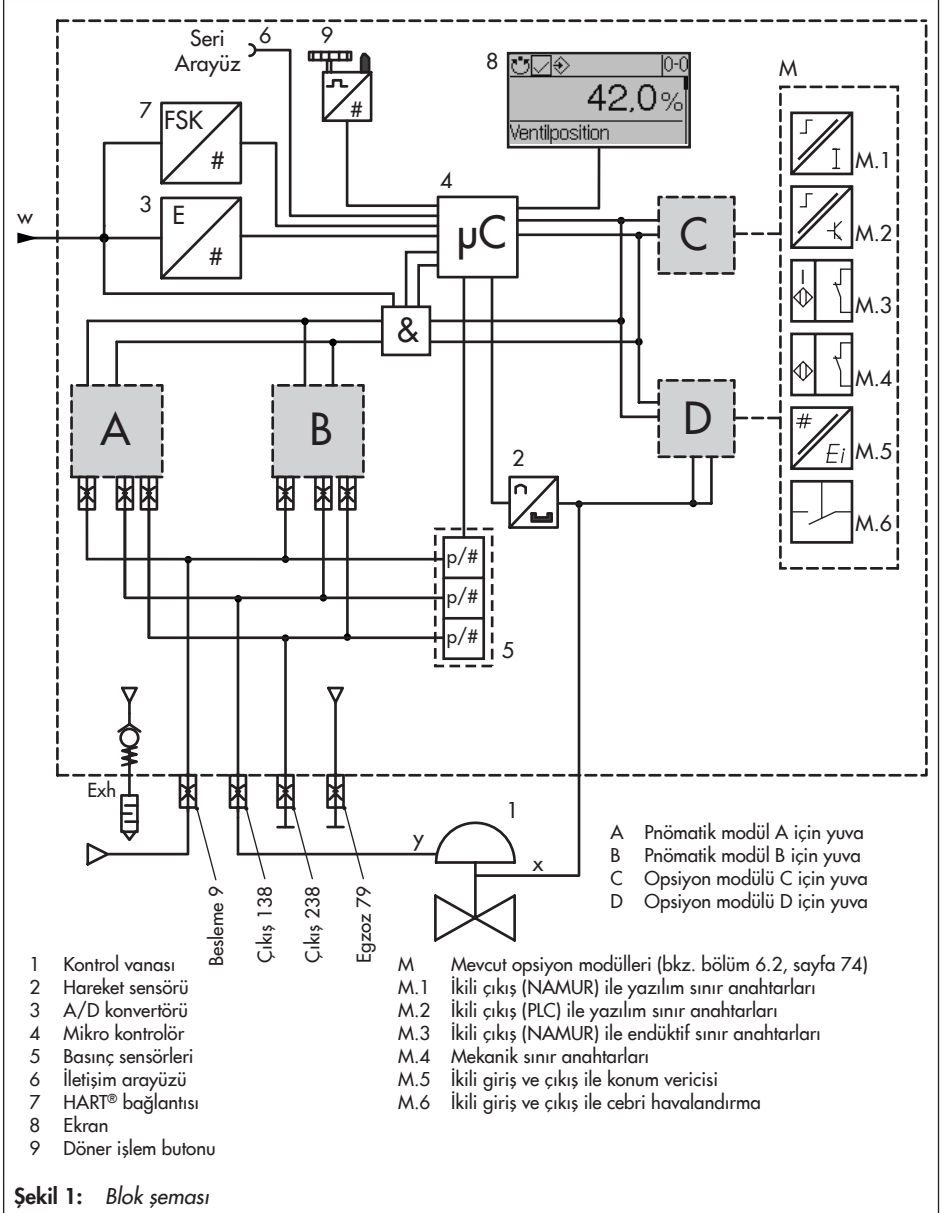 Seri
Arayüz
6
9
#
8
0-0
42,0%
Ventilposition
M
7
FSK
#
3
E
#
w
4
µC
C
M.1
I
M.2
M.3
I
M.4
#
Ei
M.5
M.6
&
A
B
D
2
p/#
p/#
p/#
5
Exh
Besleme 9
Çıkış 138
Çıkış 238
Egzoz 79
y
1
x
A Pnömatik modül A için yuva
B Pnömatik modül B için yuva
C Opsiyon modülü C için yuva
D Opsiyon modülü D için yuva
1 Kontrol vanası
2 Hareket sensörü
3 A/D konvertörü
4 Mikro kontrolör
5 Basınç sensörleri
6 İletişim arayüzü
7 HART® bağlantısı
8 Ekran
9 Döner işlem butonu
M Mevcut opsiyon modülleri (bkz. bölüm 6.2, sayfa 74)
M.1 İkili çıkış (NAMUR) ile yazılım sınır anahtarları
M.2 İkili çıkış (PLC) ile yazılım sınır anahtarları
M.3 İkili çıkış (NAMUR) ile endüktif sınır anahtarları
M.4 Mekanik sınır anahtarları
M.5 İkili giriş ve çıkış ile konum vericisi
M.6 İkili giriş ve çıkış ile cebri havalandırma
Şekil 1: Blok şeması